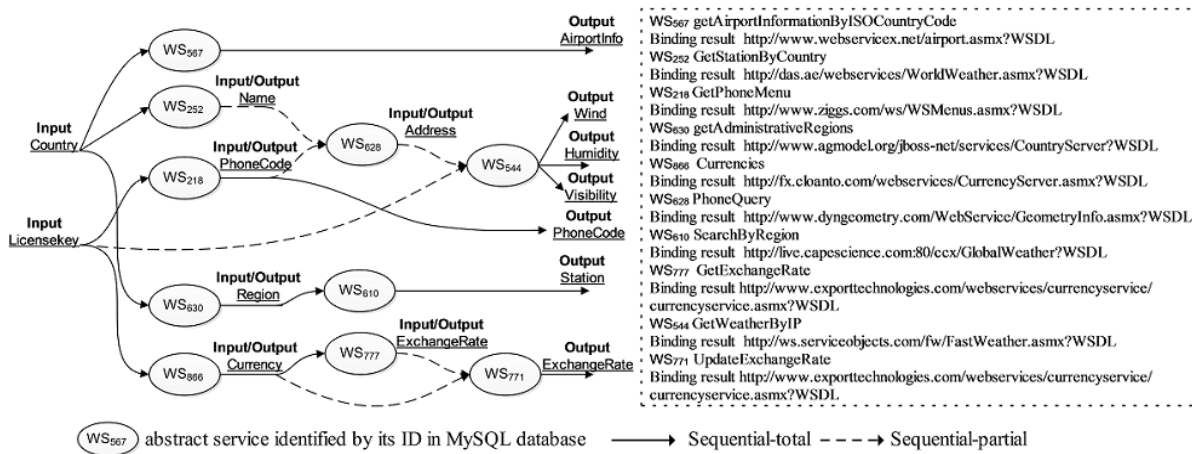 Output
AirportInfo
WS567
Input/Output
Name
WS252
Input
Country
Input/Output
Address
Output
Wind
WS628
Input/Output
PhoneCode
WS218
WS544
Output
Humidity
Output
Visibility
Licensekey
Output
PhoneCode
Input/Output
Region
WS630
WS610
Output
Station
Input/Output
ExchangeRate
Input/Output
Currency
WS777
WS866
WS771
Output
ExchangeRate
WS567 getAirportInformationByISOCountryCode
Binding result http://www.webservicex.net/airport.asmx?WSDL
WS252 GetStationByCountry
Binding result http://das.ae/webservices/WorldWeather.asmx?WSDL
WS218 GetPhoneMenu
Binding result http://www.ziggs.com/ws/WSMenus.asmx?WSDL
WS630 getAdministrativeRegions
Binding result http://www.agmodel.org/jboss-net/services/CountryServer?WSDL
WS866 Currencies
Binding result http://fx.cloanto.com/webservices/CurrencyServer.asmx?WSDL
WS628 PhoneQuery
Binding result http://www.dyngeometry.com/WebService/GeometryInfo.asmx?WSDL
WS610 SearchByRegion
Binding result http://live.capescience.com:80/ccx/GlobalWeather?WSDL
WS777 GetExchangeRate
Binding result http://www.exporttechnologies.com/webservices/currencyservice/
currencyservice.asmx?WSDL
WS544 GetWeatherByIP
Binding result http://ws.serviceobjects.com/fw/FastWeather.asmx?WSDL
WS771 UpdateExchangeRate
Binding result http://www.exporttechnologies.com/webservices/currencyservice/
currencyservice.asmx?WSDL
WS567 abstract service identified by its ID in MySQL database
Sequential-total
Sequential-partial